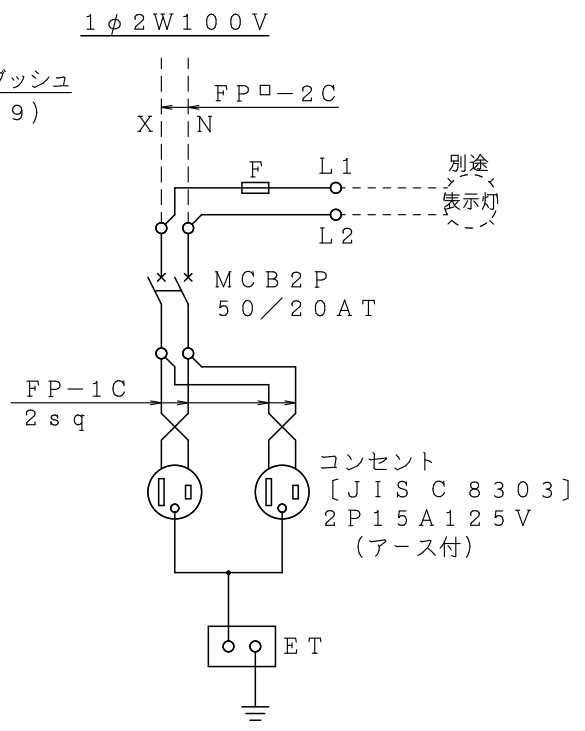 1φ2W100V
ブッシュ
9)
FP□-2C
X
N
F
L1
別途
表示灯
L2
MCB2P
50/20AT
FP-1C
2sq
コンセント
[JIS C 8303]
2P15A125V
(アース付)
ET